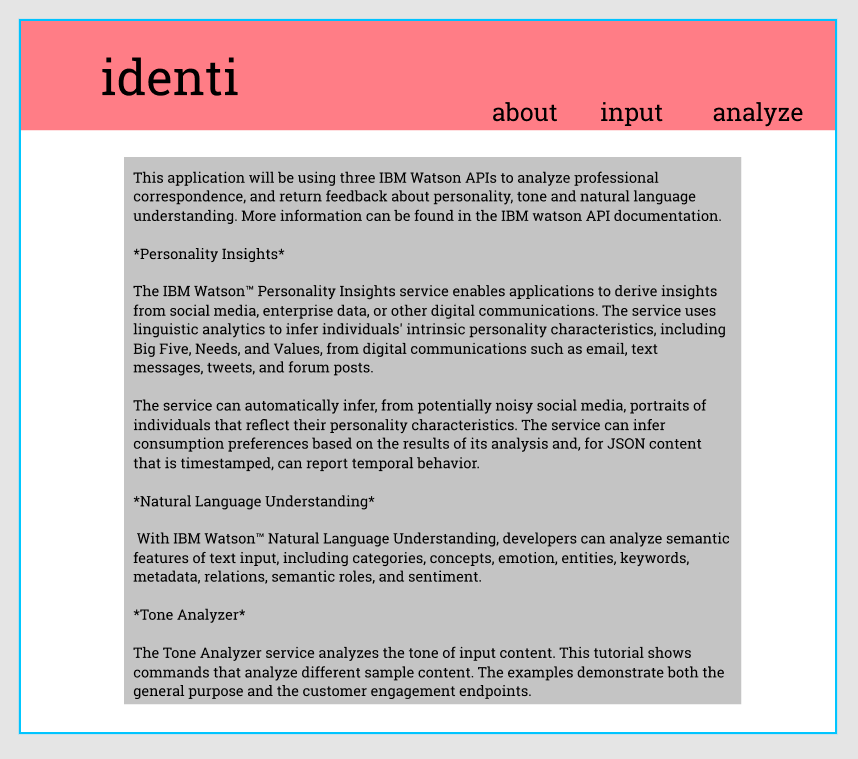 identi
about input analyze
This application will be using three IBM Watson APIs to analyze professional
correspondence, and return feedback about personality, tone and natural language
understanding. More information can be found in the IBM watson API documentation.
*Personality Insights*
The IBM Watson™ Personality Insights service enables applications to derive insights
from social media, enterprise data, or other digital communications. The service uses
linguistic analytics to infer individuals' intrinsic personality characteristics, including
Big Five, Needs, and Values, from digital communications such as email, text
messages, tweets, and forum posts.
The service can automatically infer, from potentially noisy social media, portraits of
individuals that reflect their personality characteristics. The service can infer
consumption preferences based on the results of its analysis and, for JSON content
that is timestamped, can report temporal behavior.
*Natural Language Understanding*
With IBM Watson™ Natural Language Understanding, developers can analyze semantic
features of text input, including categories, concepts, emotion, entities, keywords,
metadata, relations, semantic roles, and sentiment.
*Tone Analyzer*
The Tone Analyzer service analyzes the tone of input content. This tutorial shows
commands that analyze different sample content. The examples demonstrate both the
general purpose and the customer engagement endpoints.